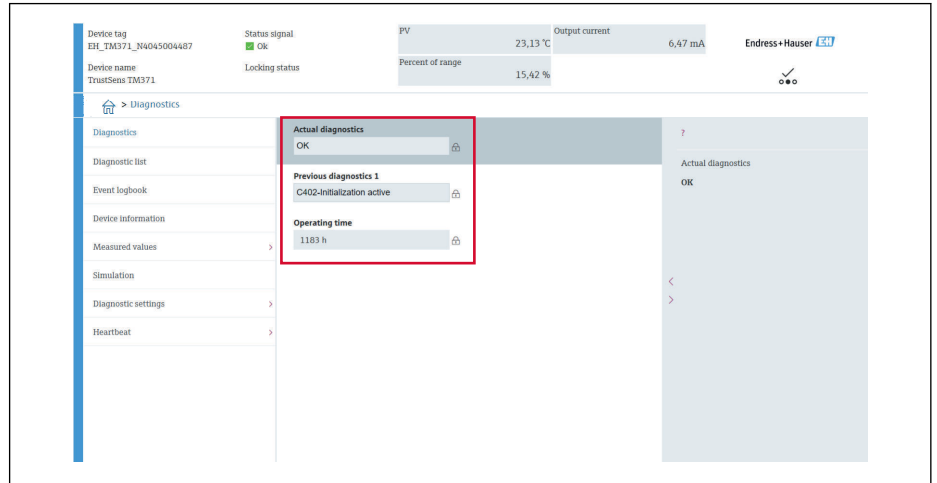 Device tag
EH_TM371_N4045004487
Status signal
Ok
PV
23,13 °C
Output current
6,47 mA
Endress+Hauser EH
Device name
TrustSens TM371
Locking status
Percent of range
15,42 %
> Diagnostics
Diagnostics
Diagnostic list
Event logbook
Device information
Measured values >
Simulation
Diagnostic settings >
Heartbeat >
Actual diagnostics
OK
Previous diagnostics 1
C402-Initialization active
Operating time
1183 h
?
Actual diagnostics
OK
<
>